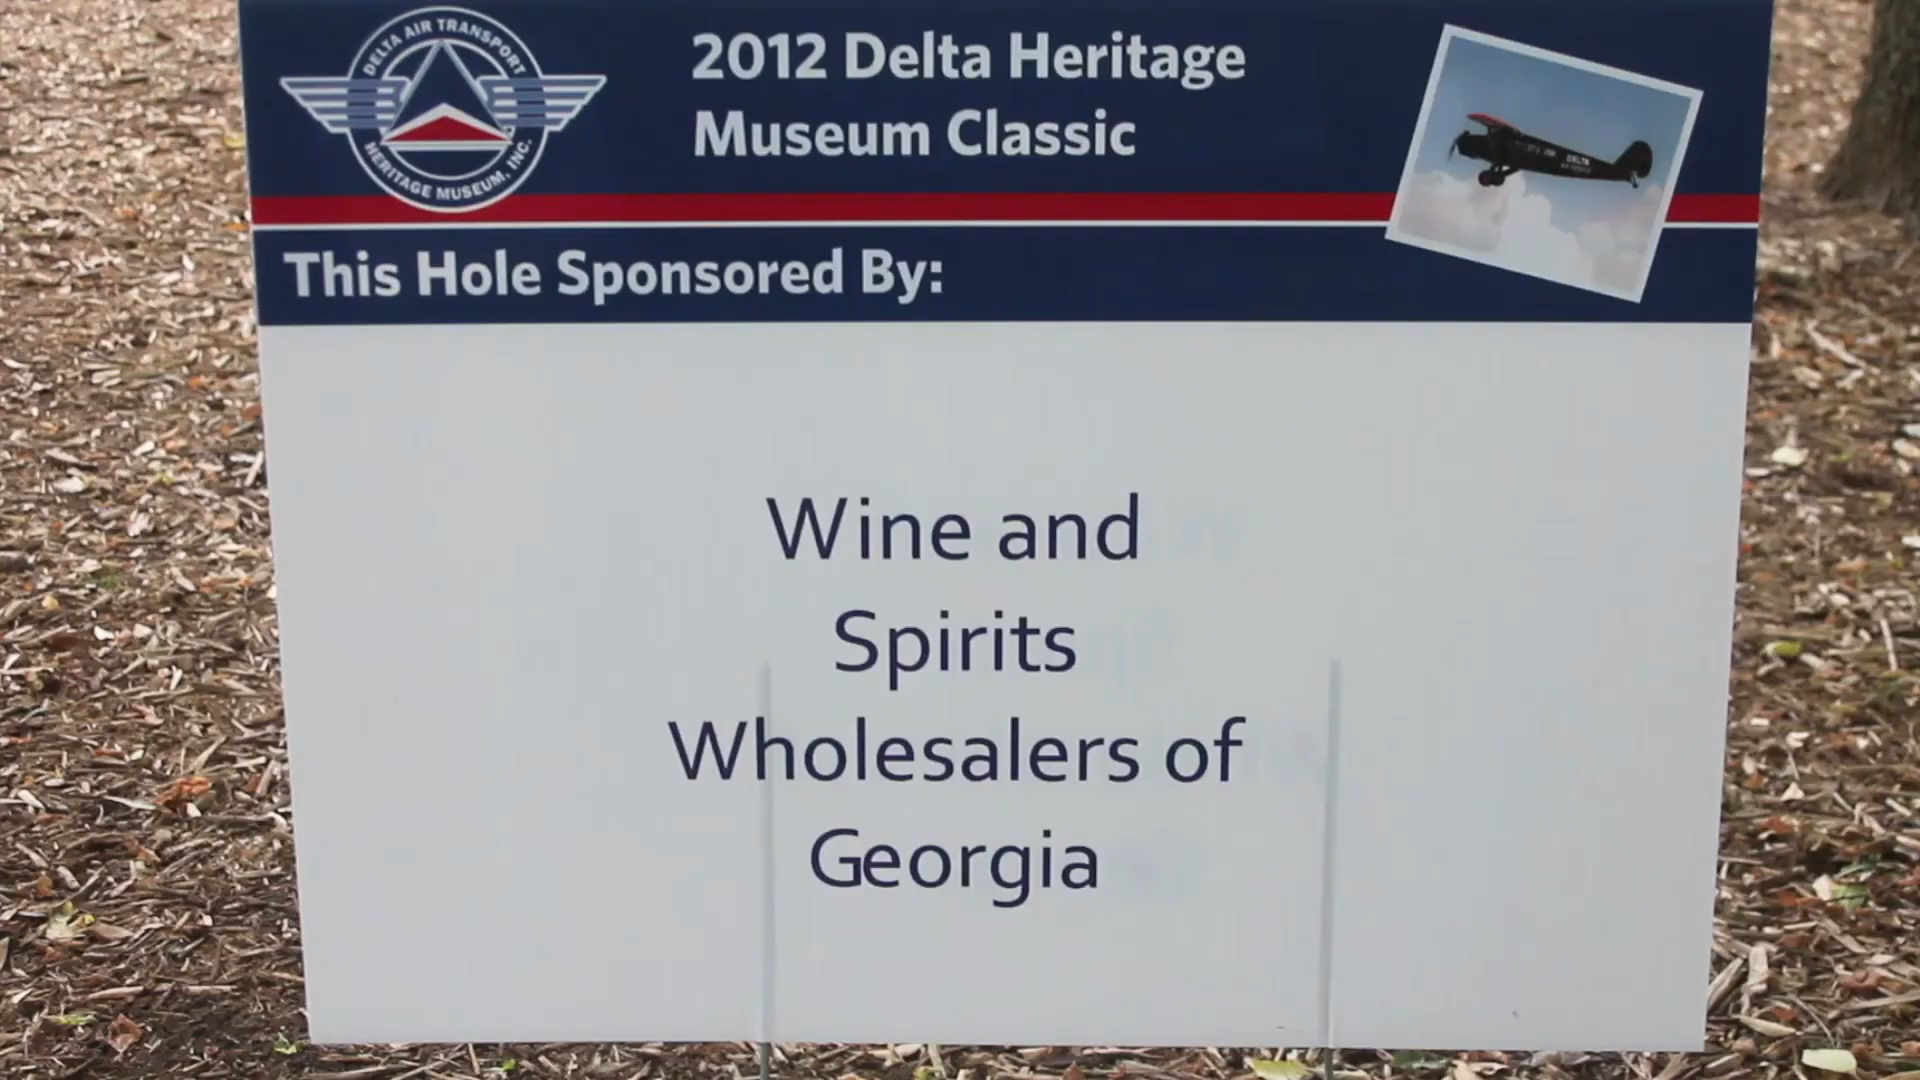 DELTA AIR TRANSPORT
HERITAGE MUSEUM, INC.
2012 Delta Heritage
Museum Classic
DELTA
This Hole Sponsored By:
Wine and
Spirits
Wholesalers of
Georgia